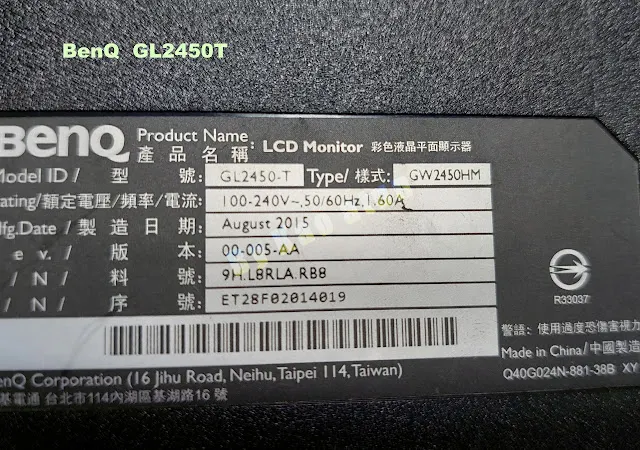 BenQ GL2450T
BenQ Product Name: LCD Monitor 彩色液晶平面顯示器
產品名稱:
Model ID / 型號: GL2450-T Type/ 樣式: GW2450HM
ating/額定電壓/頻率/電流: 100-240V~,50/60Hz,1.60A
fg.Date / 製造日期: August 2015
e v. / 版本: 00-005-AA
/ N / 料號: 9H.L8RLA.RB8
/ N / 序號: ET28F02014019
R33037
警語: 使用過度恐傷害視力
Made in China/中國製造
enQ Corporation (16 Jihu Road, Neihu, Taipei 114, Taiwan)
基電通 台北市114內湖區基湖路16號
Q40G024N-881-38B XY